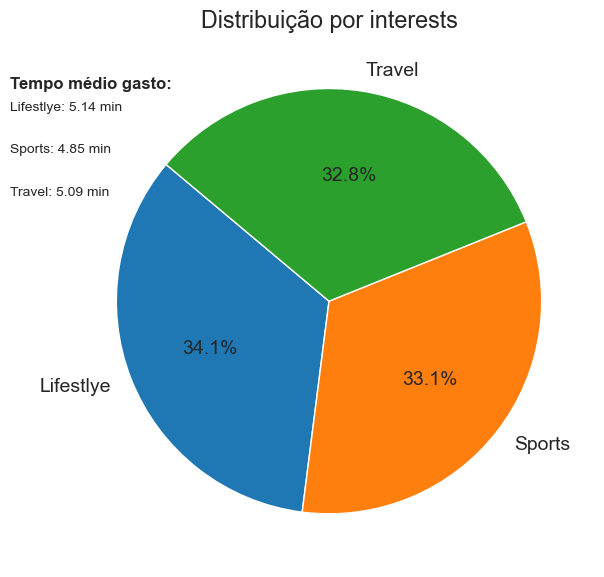 Distribuição por interests
Travel
Tempo médio gasto:
Lifestlye: 5.14 min
Sports: 4.85 min
Travel: 5.09 min
32.8%
34.1%
33.1%
Lifestlye
Sports